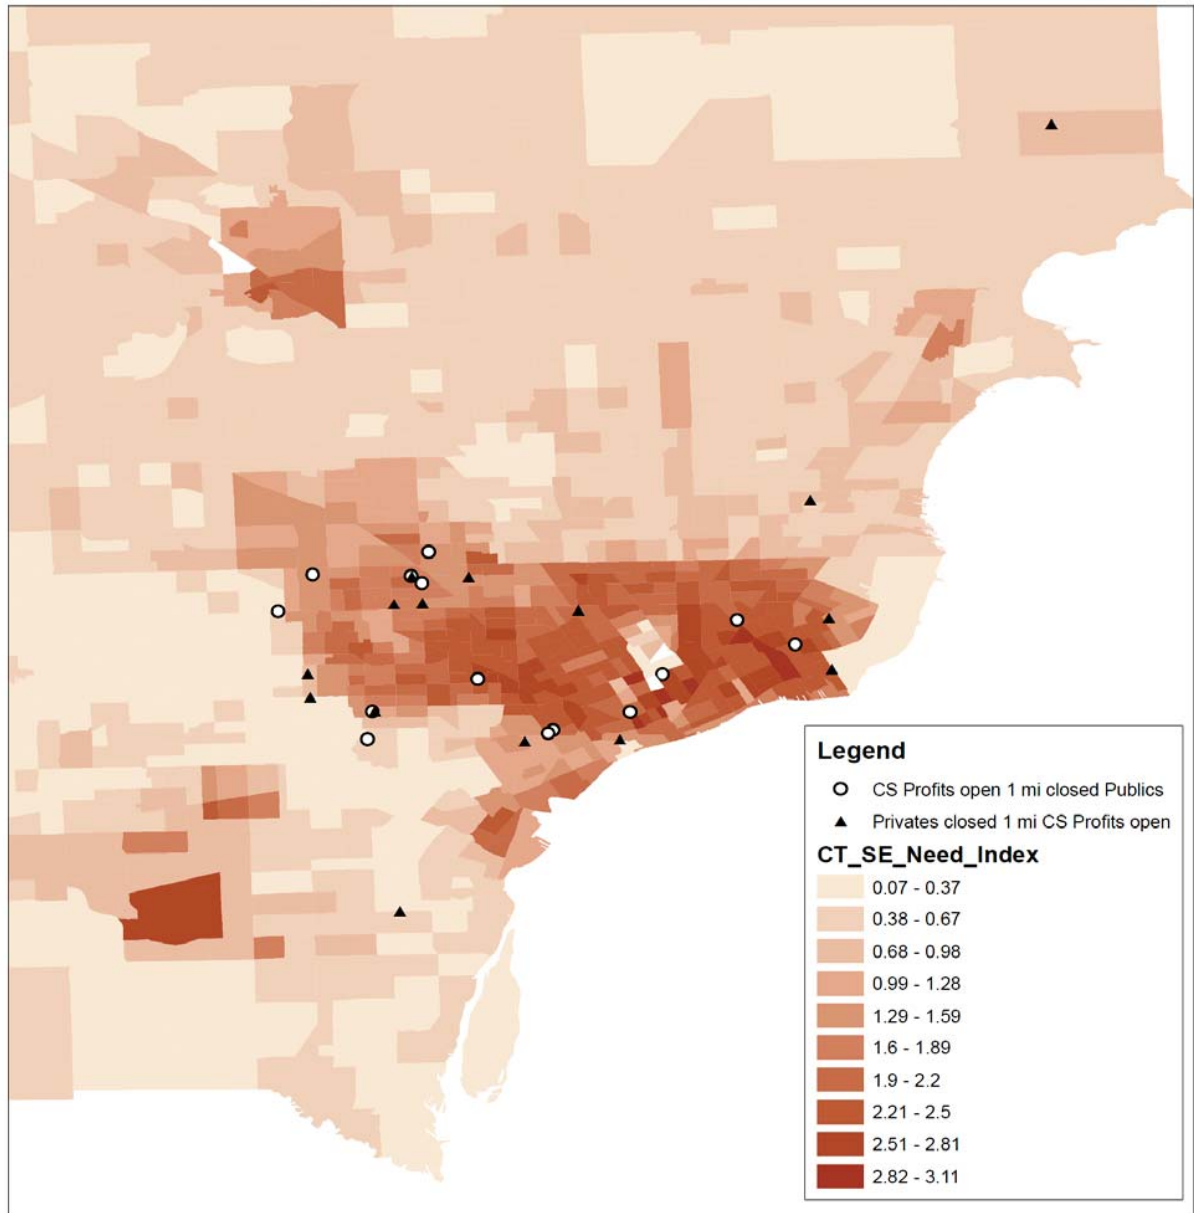 Legend
CS Profits open 1 mi closed Publics
Privates closed 1 mi CS Profits open
CT_SE_Need_Index
0.07 - 0.37
0.38 - 0.67
0.68 - 0.98
0.99 - 1.28
1.29 - 1.59
1.6 - 1.89
1.9 - 2.2
2.21 - 2.5
2.51 - 2.81
2.82 - 3.11